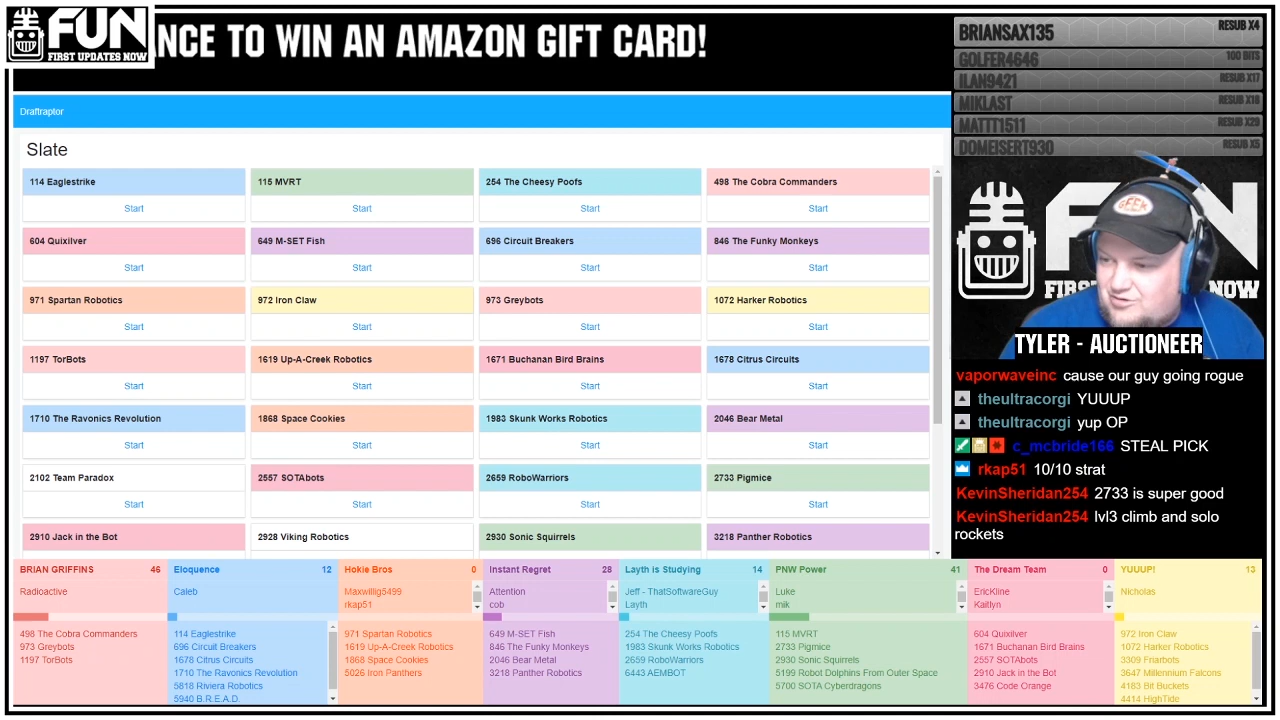 FUN
FIRST UPDATES NOW
ANCE TO WIN AN AMAZON GIFT CARD!
Draftraptor
Slate
114 Eaglestrike
115 MVRT
254 The Cheesy Poofs
498 The Cobra Commanders
Start
Start
Start
Start
604 Quixilver
649 M-SET Fish
696 Circuit Breakers
846 The Funky Monkeys
Start
Start
Start
Start
971 Spartan Robotics
972 Iron Claw
973 Greybots
1072 Harker Robotics
Start
Start
Start
Start
1197 TorBots
1619 Up-A-Creek Robotics
1671 Buchanan Bird Brains
1678 Citrus Circuits
Start
Start
Start
Start
1710 The Ravonics Revolution
1868 Space Cookies
1983 Skunk Works Robotics
2046 Bear Metal
Start
Start
Start
Start
2102 Team Paradox
2557 SOTAbots
2659 RoboWarriors
2733 Pigmice
Start
Start
Start
Start
2910 Jack in the Bot
2928 Viking Robotics
2930 Sonic Squirrels
3218 Panther Robotics
BRIAN GRIFFINS 46
Radioactive
498 The Cobra Commanders
973 Greybots
1197 TorBots
Eloquence 12
Caleb
114 Eaglestrike
696 Circuit Breakers
1678 Citrus Circuits
1710 The Ravonics Revolution
5818 Riviera Robotics
5940 B.R.E.A.D.
Hokie Bros 0
Maxwillig5499
rkap51
971 Spartan Robotics
1619 Up-A-Creek Robotics
1868 Space Cookies
5026 Iron Panthers
Instant Regret 28
Attention
cob
649 M-SET Fish
846 The Funky Monkeys
2046 Bear Metal
3218 Panther Robotics
Layth is Studying 14
Jeff - ThatSoftwareGuy
Layth
254 The Cheesy Poofs
1983 Skunk Works Robotics
2659 RoboWarriors
6443 AEMBOT
PNW Power 41
Luke
mik
115 MVRT
2733 Pigmice
2930 Sonic Squirrels
5199 Robot Dolphins From Outer Space
5700 SOTA Cyberdragons
The Dream Team 0
EricKline
Kaitlyn
604 Quixilver
1671 Buchanan Bird Brains
2557 SOTAbots
2910 Jack in the Bot
3476 Code Orange
YUUUP! 13
Nicholas
972 Iron Claw
1072 Harker Robotics
3309 Friarbots
3647 Millennium Falcons
4183 Bit Buckets
4414 HighTide
BRIANSAX135 RESUB X4
GOLFER4646 100 BITS
ILAN9421 RESUB X17
MIKLAST RESUB X18
MATTT1511 RESUB X29
DOMEISERT930 RESUB X5
GEEK
F N
FIR NOW
TYLER - AUCTIONEER
vaporwaveinc cause our guy going rogue
theultracorgi YUUUP
theultracorgi yup OP
c_mcbride166 STEAL PICK
rkap51 10/10 strat
KevinSheridan254 2733 is super good
KevinSheridan254 lvl3 climb and solo
rockets